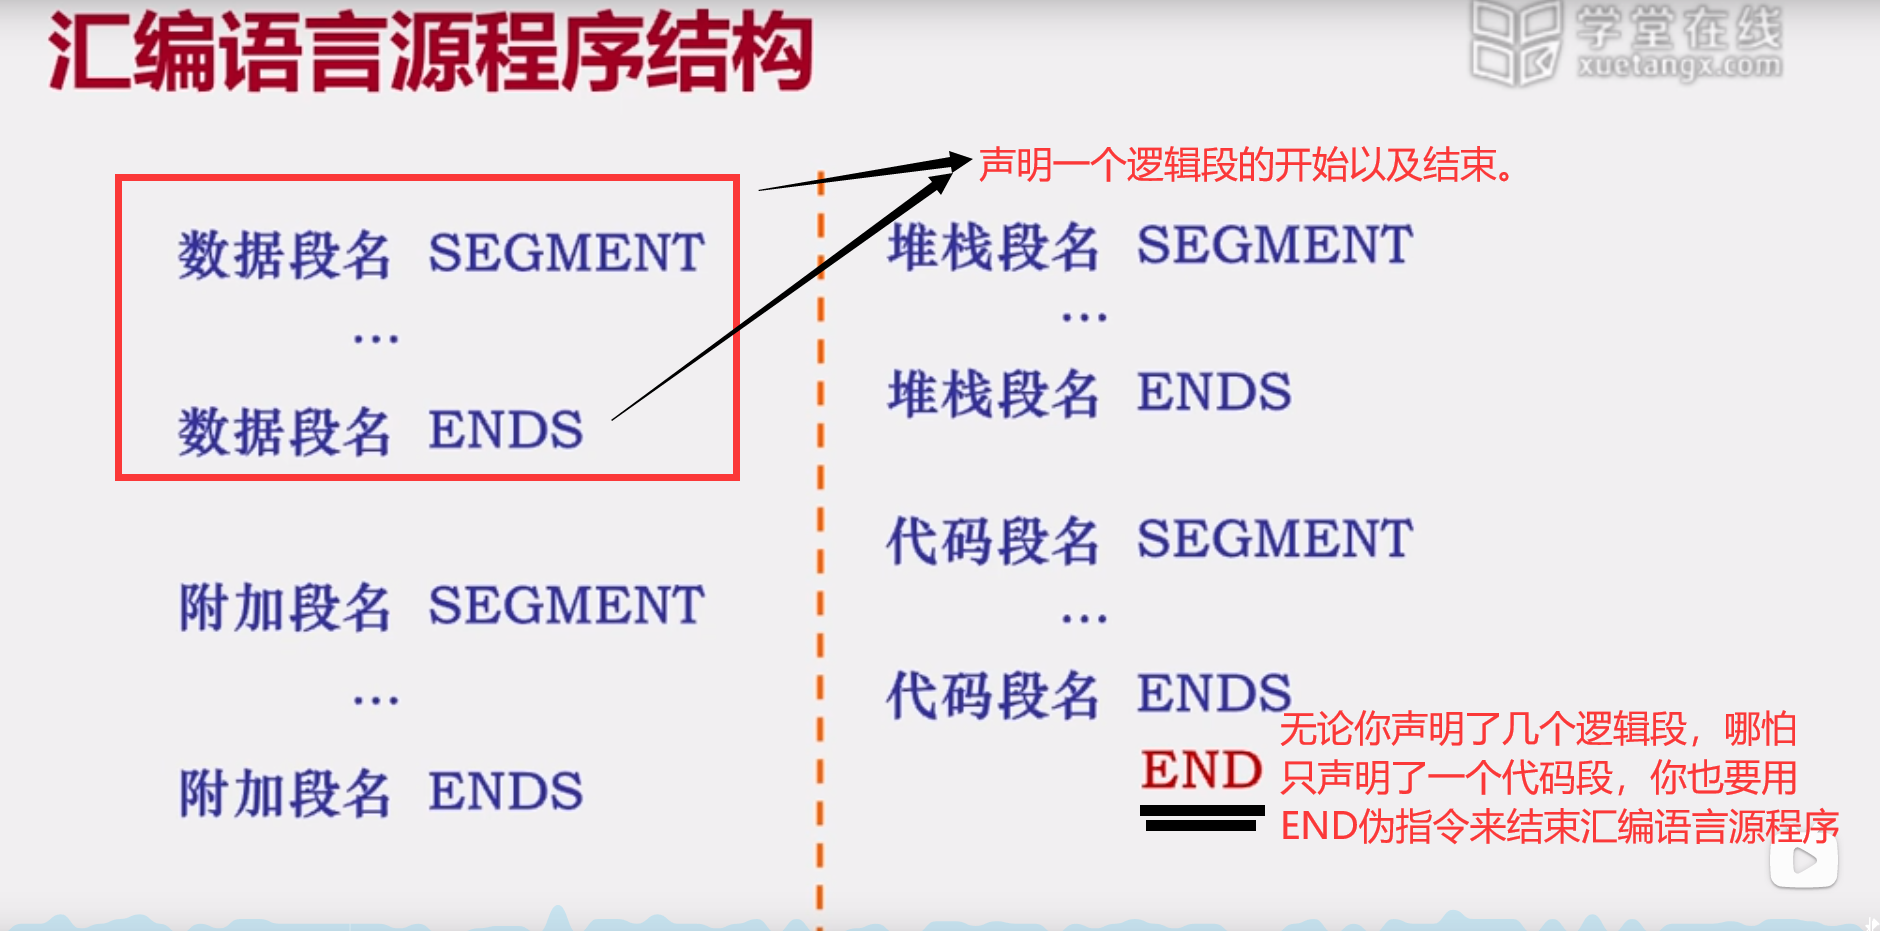 汇编语言源程序结构
学堂在线
xuetangx.com
声明一个逻辑段的开始以及结束。
数据段名 SEGMENT
...
数据段名 ENDS
附加段名 SEGMENT
...
附加段名 ENDS
堆栈段名 SEGMENT
...
堆栈段名 ENDS
代码段名 SEGMENT
...
代码段名 ENDS
END
无论你声明了几个逻辑段，哪怕
只声明了一个代码段，你也要用
END伪指令来结束汇编语言源程序